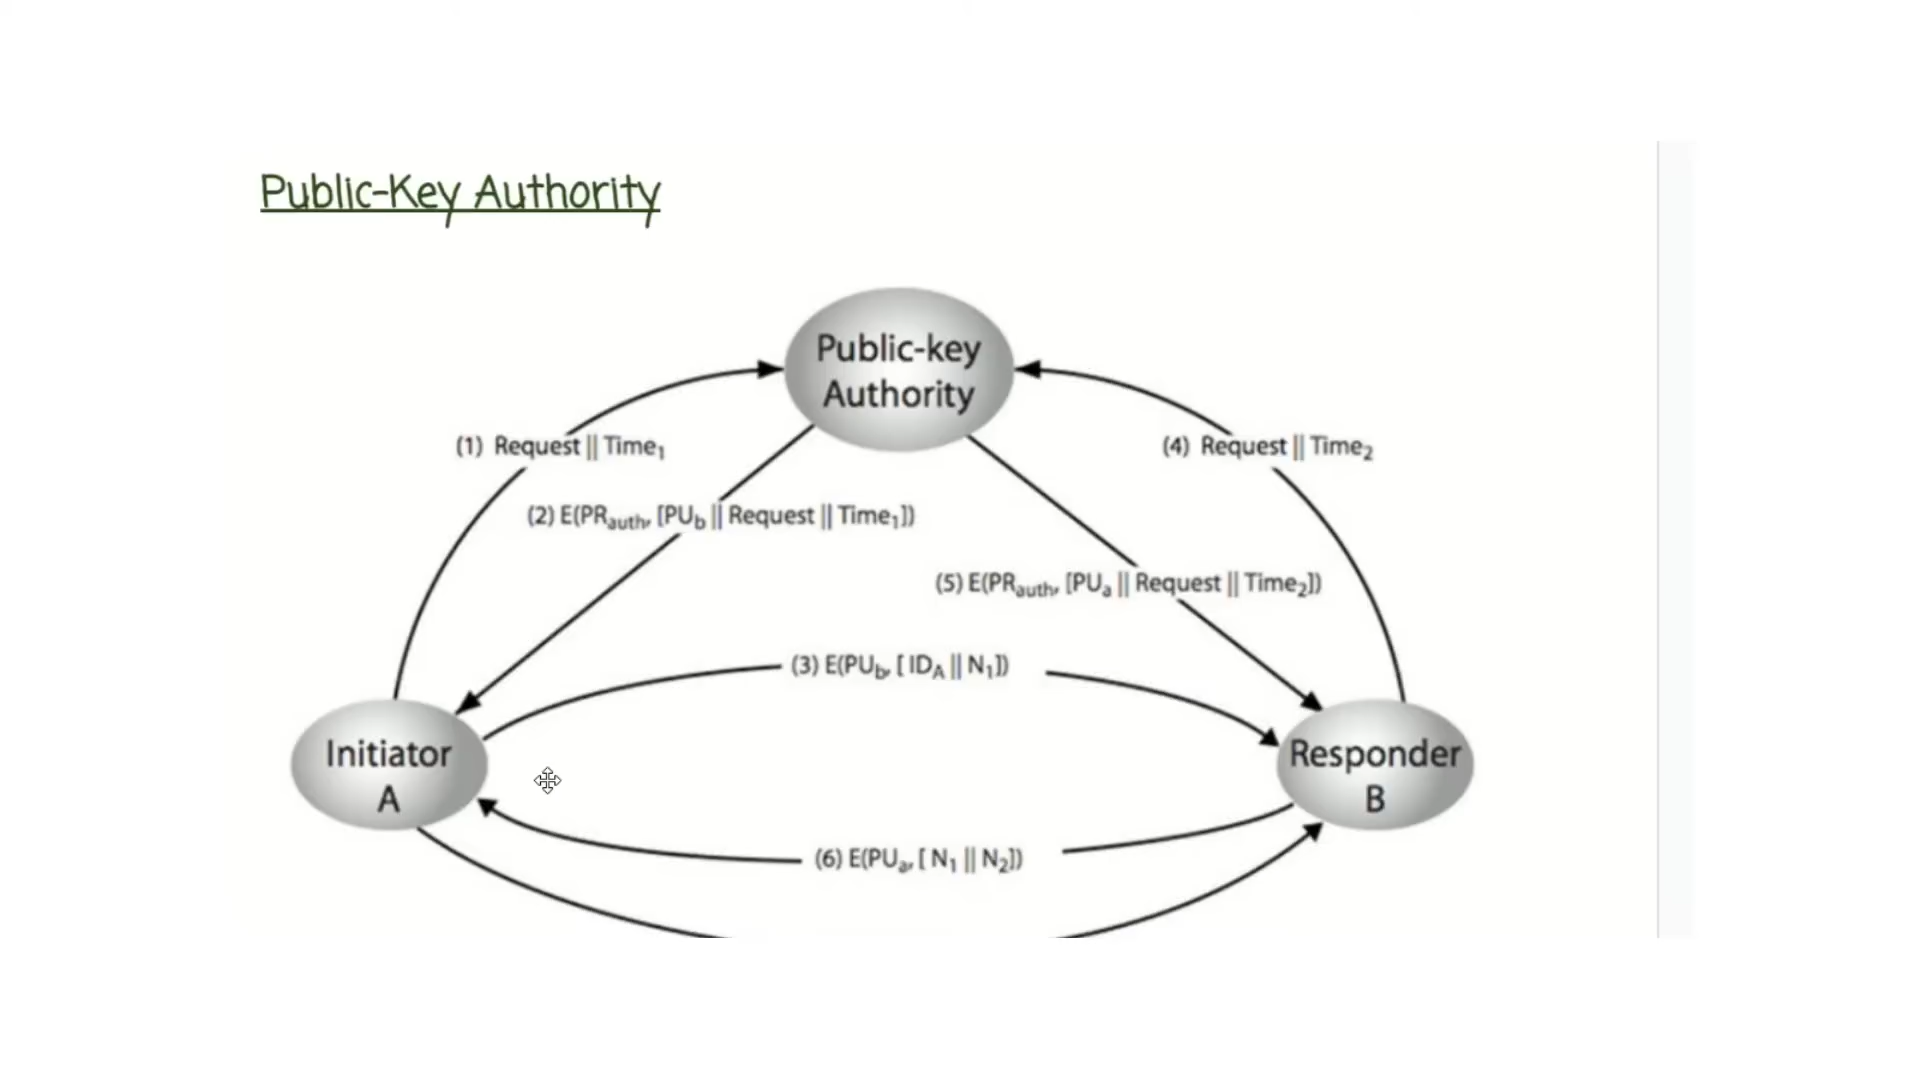 Public-Key Authority
Public-key
Authority
(1) Request || Time₁
(4) Request || Time₂
(2) E(PRauth, [PUb || Request || Time₁])
(5) E(PRauth, [PUa || Request || Time₂])
(3) E(PUb, [ IDA || N₁])
Initiator
A
Responder
B
(6) E(PUa, [ N₁ || N₂])